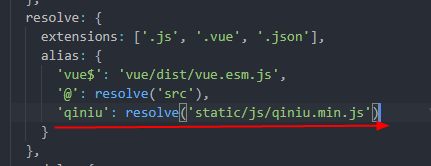 },
resolve: {
extensions: ['.js', '.vue', '.json'],
alias: {
'vue$': 'vue/dist/vue.esm.js',
'@': resolve('src'),
'qiniu': resolve('static/js/qiniu.min.js')
}
},